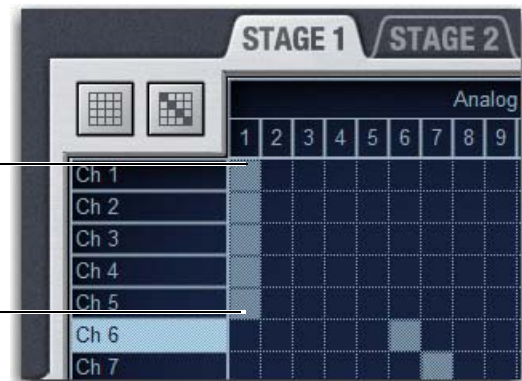 STAGE 1 STAGE 2
Analog
1 2 3 4 5 6 7 8 9
Ch 1
Ch 2
Ch 3
Ch 4
Ch 5
Ch 6
Ch 7